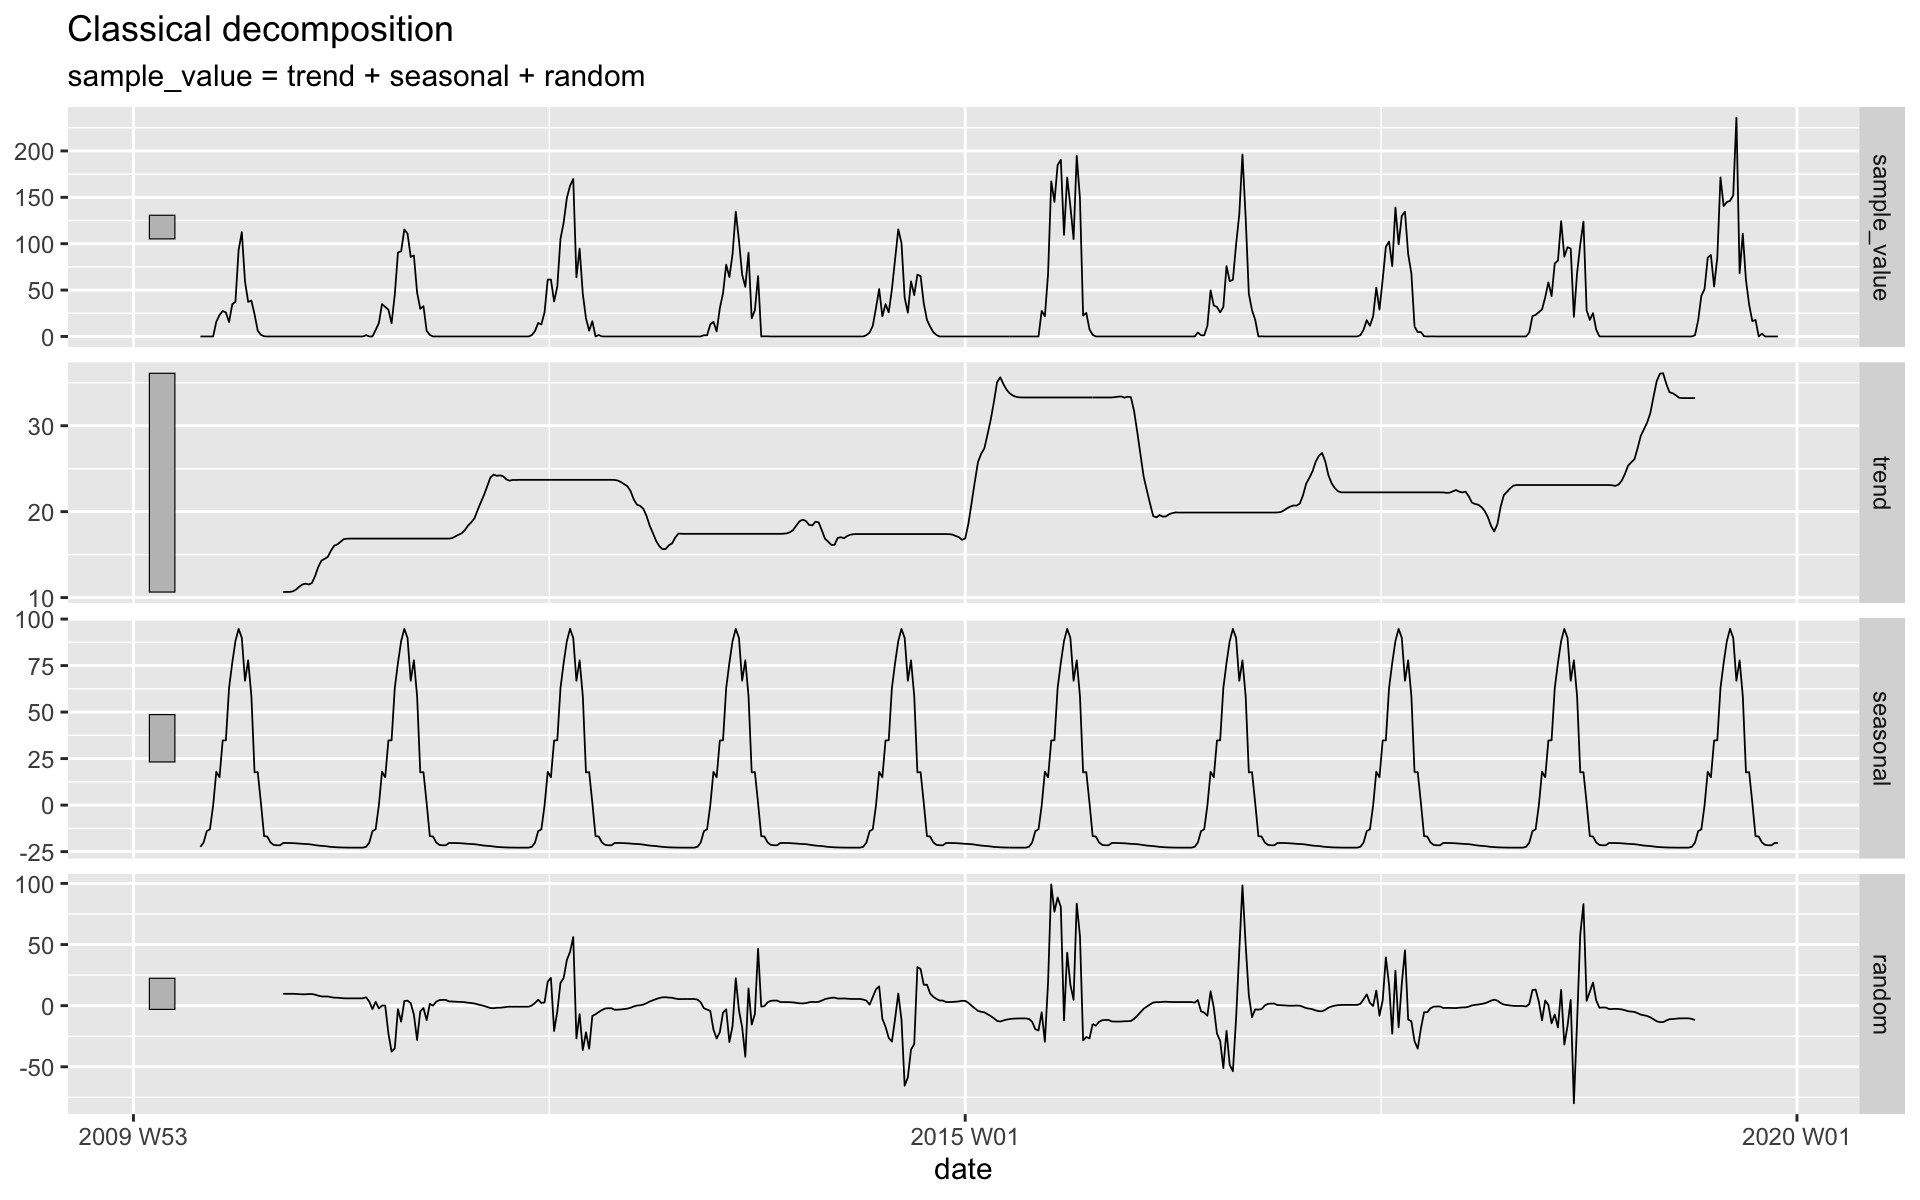 Classical decomposition
sample_value = trend + seasonal + random
200
150
100
50
0
sample_value
30
20
10
trend
100
75
50
25
0
-25
seasonal
100
50
0
-50
random
2009 W53
2015 W01
2020 W01
date